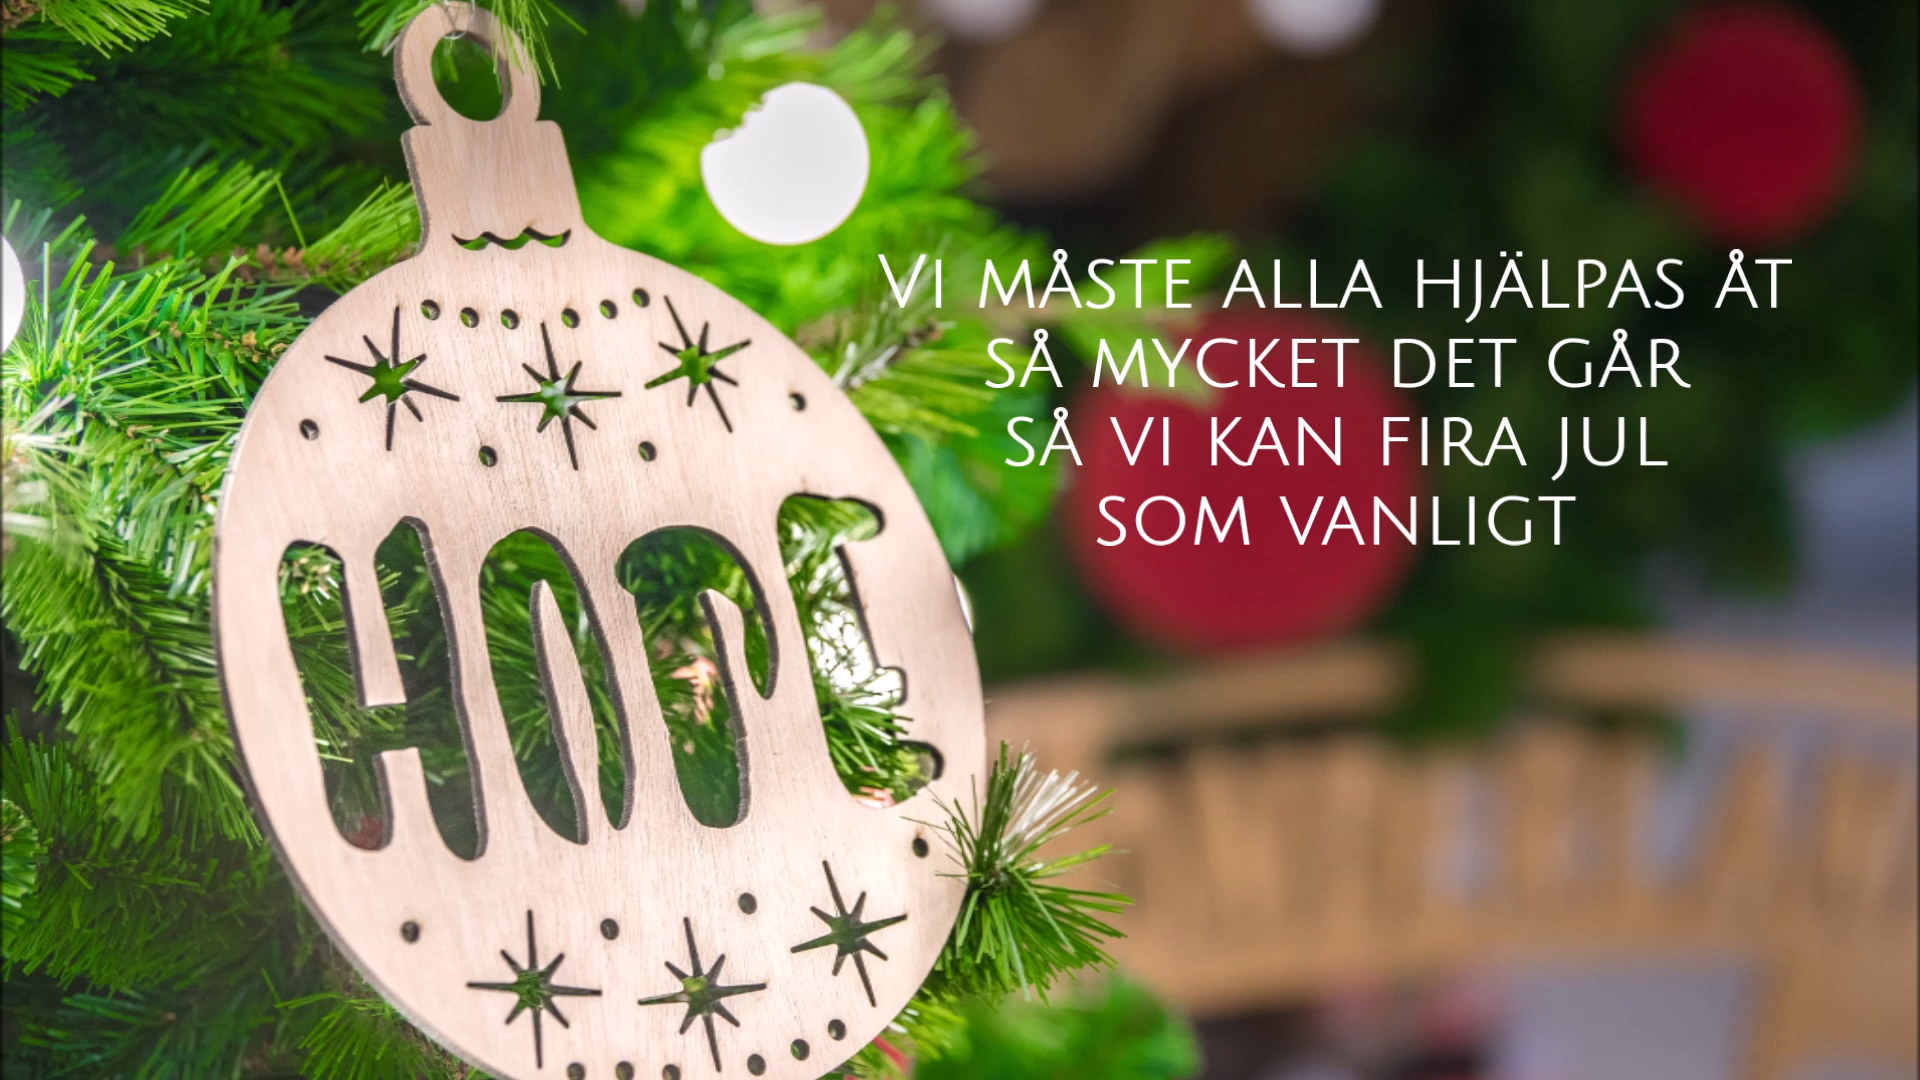 HOPE
VI MÅSTE ALLA HJÄLPAS ÅT
SÅ MYCKET DET GÅR
SÅ VI KAN FIRA JUL
SOM VANLIGT